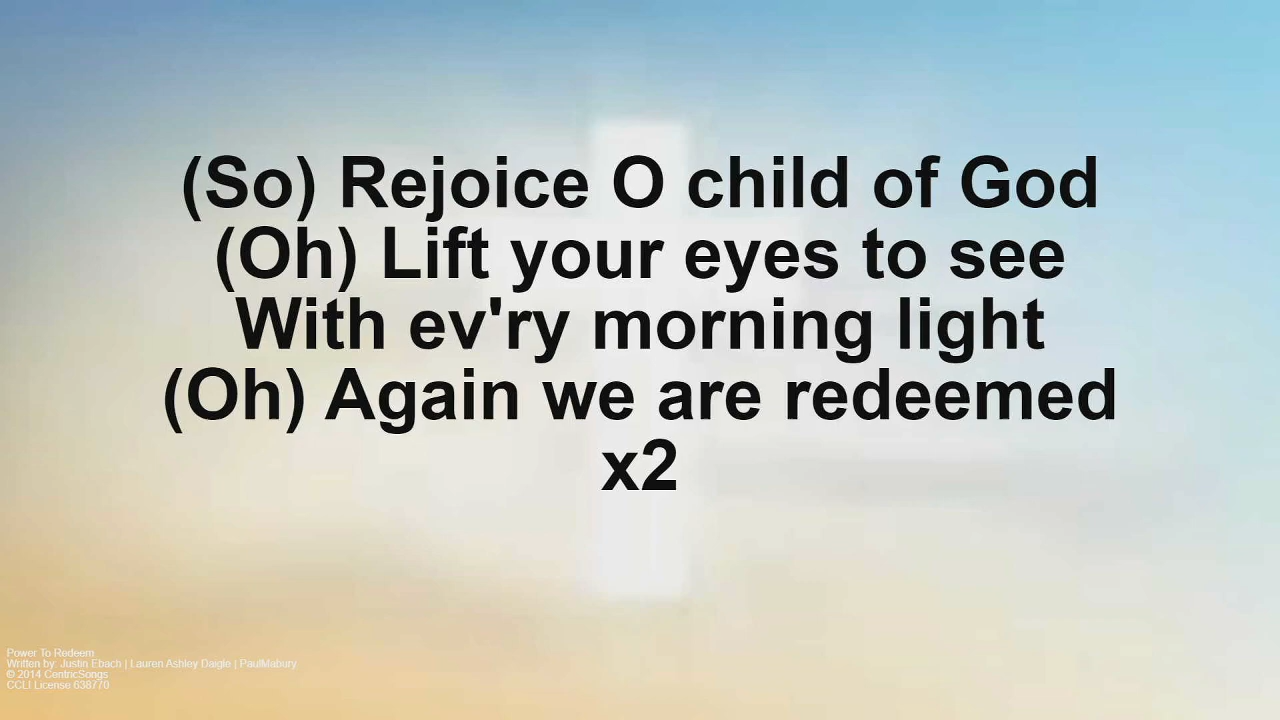 (So) Rejoice O child of God
(Oh) Lift your eyes to see
With ev'ry morning light
(Oh) Again we are redeemed
x2
Power To Redeem
Written by: Justin Ebach | Lauren Ashley Daigle | PaulMabury
© 2014 CentricSongs
CCLI License 638770